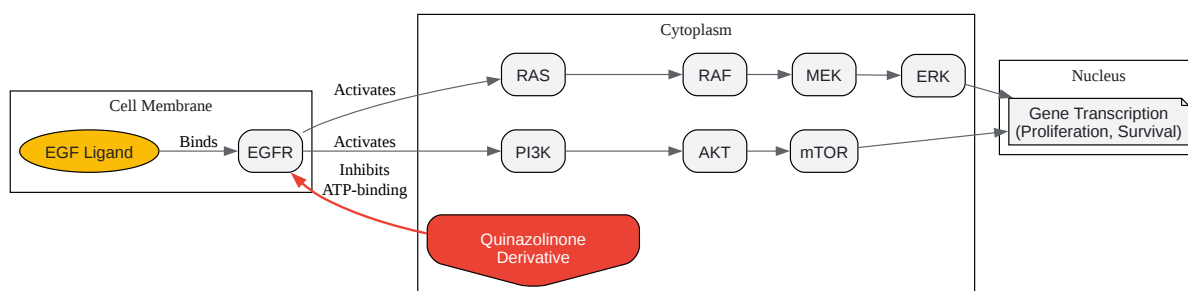 Cytoplasm
Cell Membrane
Nucleus
EGF Ligand
Binds
EGFR
Activates
RAS
RAF
MEK
ERK
Gene Transcription
(Proliferation, Survival)
Activates
PI3K
AKT
mTOR
Inhibits
ATP-binding
Quinazolinone
Derivative